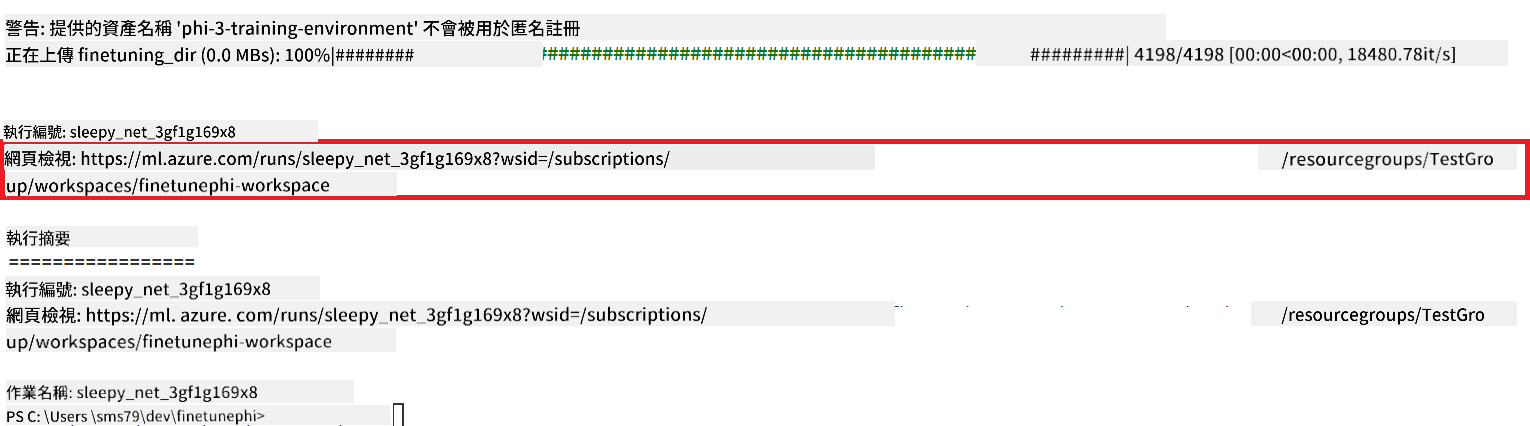 警告: 提供的資產名稱 'phi-3-training-environment' 不會被用於匿名註冊
正在上傳 finetuning_dir (0.0 MBs): 100%|######## ##################################### #########| 4198/4198 [00:00<00:00, 18480.78it/s]
執行編號: sleepy_net_3gf1g169x8
網頁檢視: https://ml.azure.com/runs/sleepy_net_3gf1g169x8?wsid=/subscriptions/ /resourcegroups/TestGro
up/workspaces/finetunephi-workspace
執行摘要
=================
執行編號: sleepy_net_3gf1g169x8
網頁檢視: https://ml. azure. com/runs/sleepy_net_3gf1g169x8?wsid=/subscriptions/ /resourcegroups/TestGro
up/workspaces/finetunephi-workspace
作業名稱: sleepy_net_3gf1g169x8
PS C: \Users \sms79\dev\finetunephi>